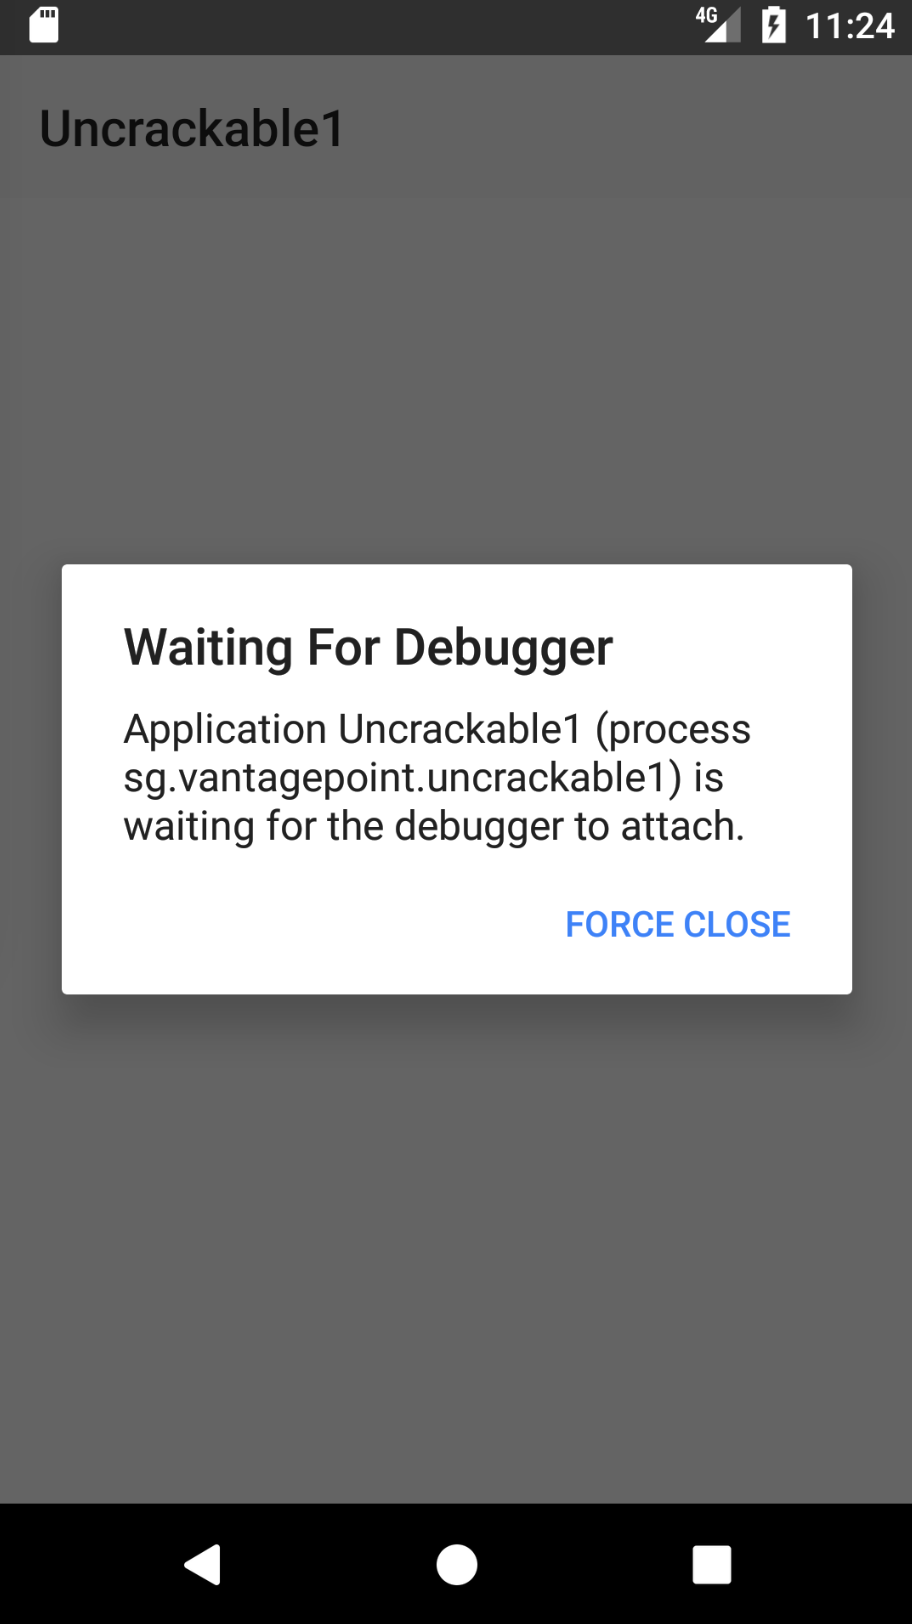 4G 11:24
Uncrackable1
Waiting For Debugger
Application Uncrackable1 (process
sg.vantagepoint.uncrackable1) is
waiting for the debugger to attach.
FORCE CLOSE